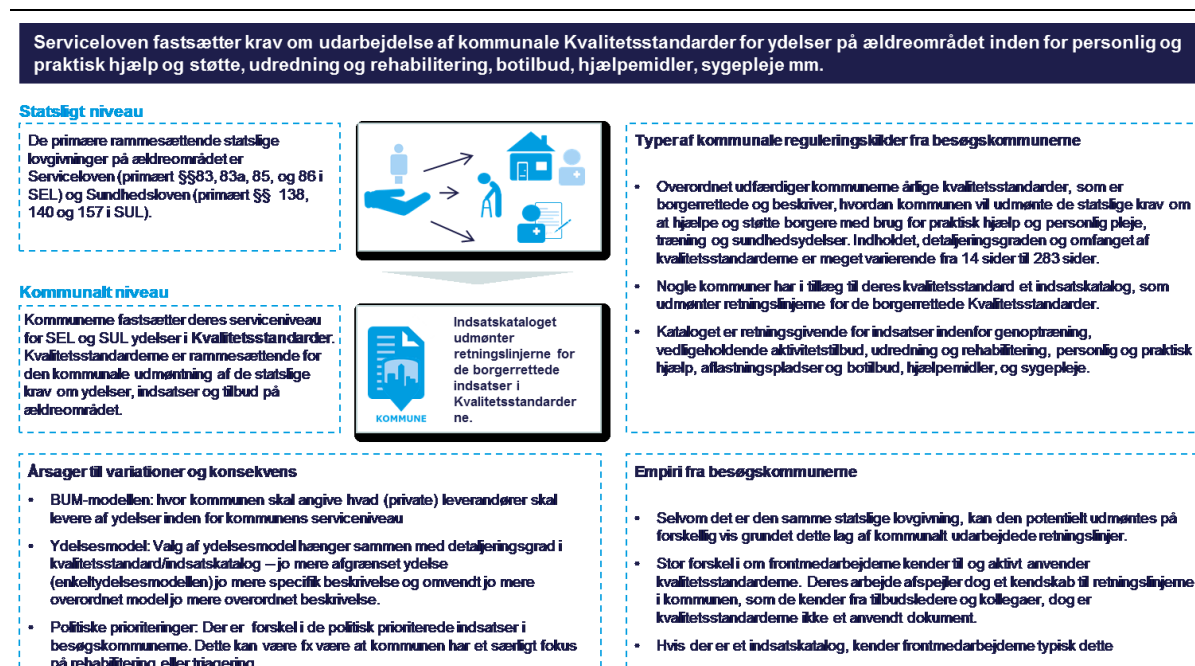 Serviceloven fastsætter krav om udarbejdelse af kommunale Kvalitetsstandarder for ydelser på ældreområdet inden for personlig og
praktisk hjælp og støtte, udredning og rehabilitering, botilbud, hjælpemidler, sygepleje mm.
Statsligt niveau
De primære rammesættende statslige
lovgivninger på ældreområdet er
Serviceloven (primært §§83, 83a, 85, og 86 i
SEL) og Sundhedsloven (primært §§ 138,
140 og 157 i SUL).
Kommunalt niveau
Kommunerne fastsætter deres serviceniveau
for SEL og SUL ydelser i Kvalitetsstandarder.
Kvalitetsstandarderne er rammesættende for
den kommunale udmøntning af de statslige
krav om ydelser, indsatser og tilbud på
ældreområdet.
KOMMUNE
Indsatskataloget
udmønter
retningslinjerne for
de borgerrettede
indsatser i
Kvalitetsstandarder
ne.
Typer af kommunale reguleringskilder fra besøgskommunerne
• Overordnet udfærdiger kommunerne årlige kvalitetsstandarder, som er
borgerrettede og beskriver, hvordan kommunen vil udmønte de statslige krav om
at hjælpe og støtte borgere med brug for praktisk hjælp og personlig pleje,
træning og sundhedsydelser. Indholdet, detaljeringsgraden og omfanget af
kvalitetsstandarderne er meget varierende fra 14 sider til 283 sider.
• Nogle kommuner har i tillæg til deres kvalitetsstandard et indsatskatalog, som
udmønter retningslinjerne for de borgerrettede Kvalitetsstandarder.
• Kataloget er retningsgivende for indsatser indenfor genoptræning,
vedligeholdende aktivitetstilbud, udredning og rehabilitering, personlig og praktisk
hjælp, aflastningspladser og botilbud, hjælpemidler, og sygepleje.
Årsager til variationer og konsekvens
• BUM-modellen: hvor kommunen skal angive hvad (private) leverandører skal
levere af ydelser inden for kommunens serviceniveau
• Ydelsesmodel: Valg af ydelsesmodel hænger sammen med detaljeringsgrad i
kvalitetsstandard/indsatskatalog – jo mere afgrænset ydelse
(enkeltydelsesmodellen) jo mere specifik beskrivelse og omvendt jo mere
overordnet model jo mere overordnet beskrivelse.
• Politiske prioriteringer: Der er forskel i de politisk prioriterede indsatser i
besøgskommunerne. Dette kan være fx være at kommunen har et særligt fokus
på rehabilitering eller triagering
Empiri fra besøgskommunerne
• Selvom det er den samme statslige lovgivning, kan den potentielt udmøntes på
forskellig vis grundet dette lag af kommunalt udarbejdede retningslinjer.
• Stor forskel i om frontmedarbejderne kender til og aktivt anvender
kvalitetsstandarderne. Deres arbejde afspejler dog et kendskab til retningslinjerne
i kommunen, som de kender fra tilbudsledere og kollegaer, dog er
kvalitetsstandarderne ikke et anvendt dokument.
• Hvis der er et indsatskatalog, kender frontmedarbejderne typisk dette